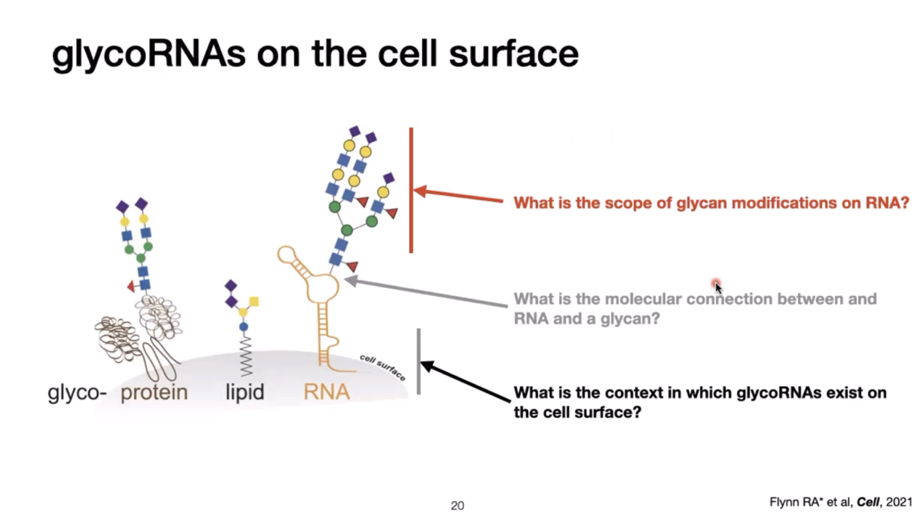 glycoRNAs on the cell surface
What is the scope of glycan modifications on RNA?
What is the molecular connection between and
RNA and a glycan?
cell surface
glyco- protein lipid RNA
What is the context in which glycoRNAs exist on
the cell surface?
20
Flynn RA* et al, Cell, 2021